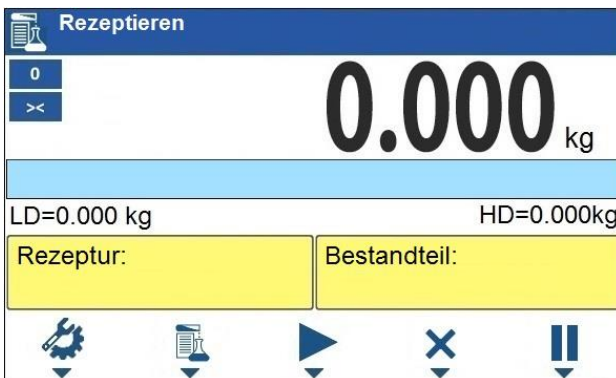 Rezeptieren
0
><
0.000 kg
LD=0.000 kg HD=0.000kg
Rezeptur: Bestandteil: